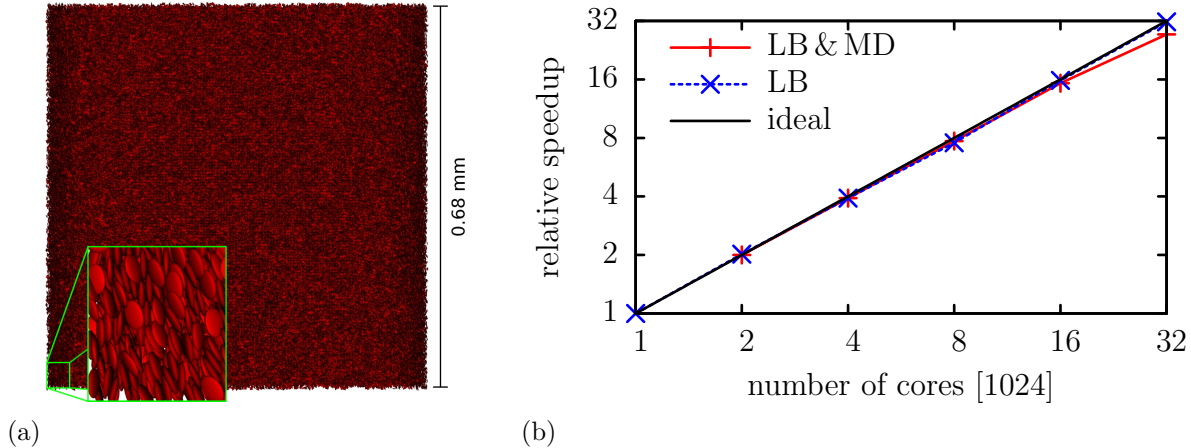 0.68 mm
(a)
relative speedup
32
16
8
4
2
1
LB & MD
LB
ideal
1 2 4 8 16 32
number of cores [1024]
(b)